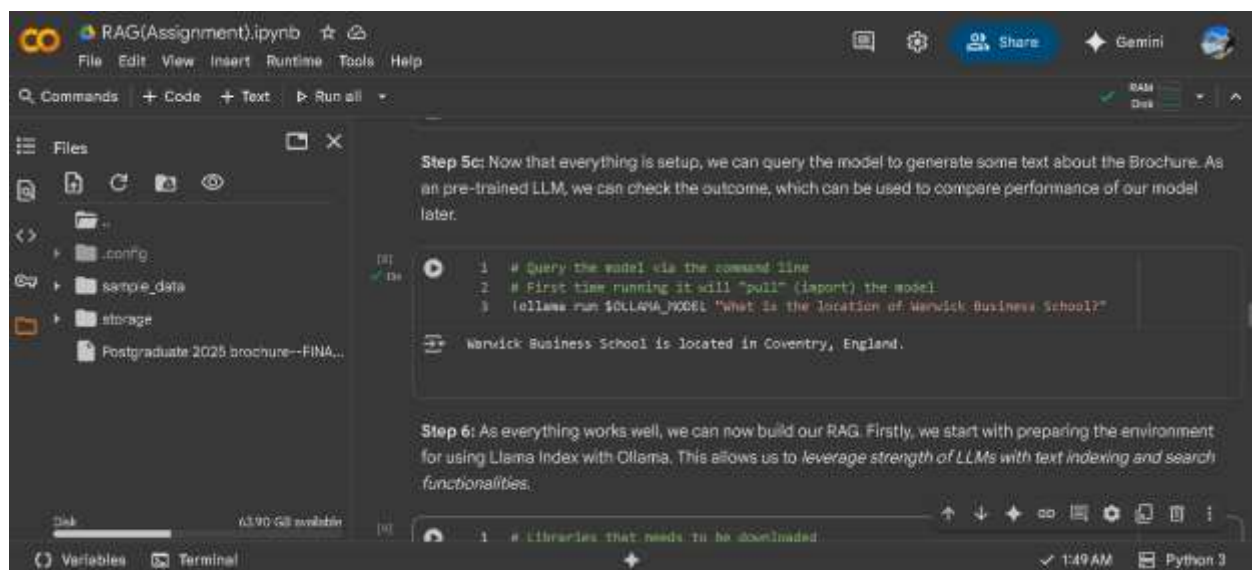 CO RAG(Assignment).ipynb
Share
Gemini
File Edit View Insert Runtime Tools Help
Commands + Code + Text Run all
RAM
Disk
Files
Step 5c: Now that everything is setup, we can query the model to generate some text about the Brochure. As
an pre-trained LLM, we can check the outcome, which can be used to compare performance of our model
later.
..
.config
sample_data
storage
Postgraduate 2025 brochure--FINA...
1 # Query the model via the command line
2 # First time running it will "pull" (import) the model
3 !ollama run $OLLAMA_MODEL "What is the location of Warwick Business School?"
Warwick Business School is located in Coventry, England.
Step 6: As everything works well, we can now build our RAG. Firstly, we start with preparing the environment
for using Llama Index with Ollama. This allows us to leverage strength of LLMs with text indexing and search
functionalities.
Disk 63.90 GB available
1 # Libraries that needs to be downloaded
Variables Terminal
1:49 AM Python 3